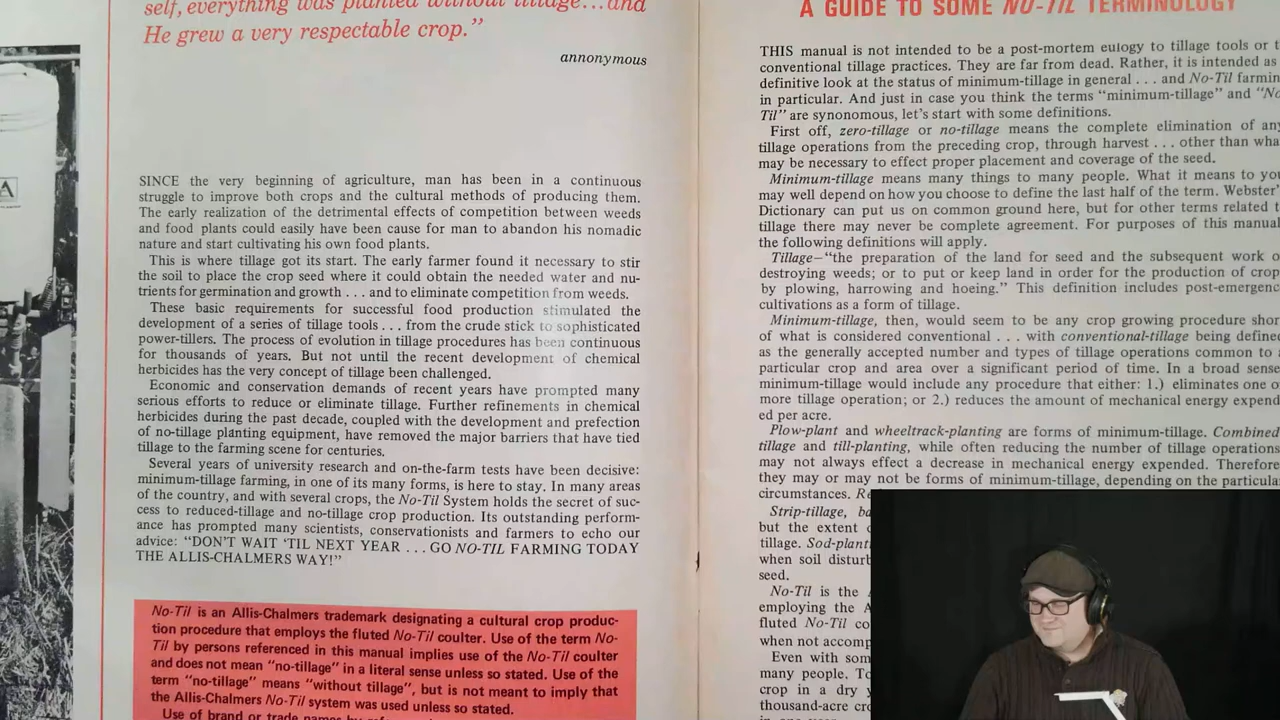 self, everything was planted without tillage...and
He grew a very respectable crop."
annonymous
SINCE the very beginning of agriculture, man has been in a continuous
struggle to improve both crops and the cultural methods of producing them.
The early realization of the detrimental effects of competition between weeds
and food plants could easily have been cause for man to abandon his nomadic
nature and start cultivating his own food plants.
This is where tillage got its start. The early farmer found it necessary to stir
the soil to place the crop seed where it could obtain the needed water and nu-
trients for germination and growth . . . and to eliminate competition from weeds.
These basic requirements for successful food production stimulated the
development of a series of tillage tools . . . from the crude stick to sophisticated
power-tillers. The process of evolution in tillage procedures has been continuous
for thousands of years. But not until the recent development of chemical
herbicides has the very concept of tillage been challenged.
Economic and conservation demands of recent years have prompted many
serious efforts to reduce or eliminate tillage. Further refinements in chemical
herbicides during the past decade, coupled with the development and prefection
of no-tillage planting equipment, have removed the major barriers that have tied
tillage to the farming scene for centuries.
Several years of university research and on-the-farm tests have been decisive:
minimum-tillage farming, in one of its many forms, is here to stay. In many areas
of the country, and with several crops, the No-Til System holds the secret of suc-
cess to reduced-tillage and no-tillage crop production. Its outstanding perform-
ance has prompted many scientists, conservationists and farmers to echo our
advice: "DON'T WAIT 'TIL NEXT YEAR . . . GO NO-TIL FARMING TODAY
THE ALLIS-CHALMERS WAY!"
No-Til is an Allis-Chalmers trademark designating a cultural crop produc-
tion procedure that employs the fluted No-Til coulter. Use of the term No-
Til by persons referenced in this manual implies use of the No-Til coulter
and does not mean "no-tillage" in a literal sense unless so stated. Use of the
term "no-tillage" means "without tillage", but is not meant to imply that
the Allis-Chalmers No-Til system was used unless so stated.
Use of brand or trade names by
A GUIDE TO SOME NO-TIL TERMINOLOGY
THIS manual is not intended to be a post-mortem eulogy to tillage tools or
conventional tillage practices. They are far from dead. Rather, it is intended as
definitive look at the status of minimum-tillage in general . . . and No-Til
in particular. And just in case you think the terms "minimum-tillage" and
Til" are synonomous, let's start with some definitions.
First off, zero-tillage or no-tillage means the complete elimination of
tillage operations from the preceding crop, through harvest . . . other than
may be necessary to effect proper placement and coverage of the seed.
Minimum-tillage means many things to many people. What it means to
may well depend on how you choose to define the last half of the term.
Dictionary can put us on common ground here, but for other terms related
tillage there may never be complete agreement. For purposes of this manual
the following definitions will apply.
Tillage—"the preparation of the land for seed and the subsequent work
destroying weeds; or to put or keep land in order for the production of
by plowing, harrowing and hoeing." This definition includes
cultivations as a form of tillage.
Minimum-tillage, then, would seem to be any crop growing procedure
of what is considered conventional . . . with conventional-tillage being
as the generally accepted number and types of tillage operations common to
particular crop and area over a significant period of time. In a broad sense
minimum-tillage would include any procedure that either: 1.) eliminates one
more tillage operation; or 2.) reduces the amount of mechanical energy expend
ed per acre.
Plow-plant and wheeltrack-planting are forms of minimum-tillage. Combined
tillage and till-planting, while often reducing the number of tillage operations
may not always effect a decrease in mechanical energy expended. Therefore
they may or may not be forms of minimum-tillage, depending on the particular
circumstances.
Strip-tillage,
but the extent
tillage.
when soil
seed.
No-Til is the
employing the
fluted No-Til
when not
Even with
many people.
crop in a dry
thousand-acre